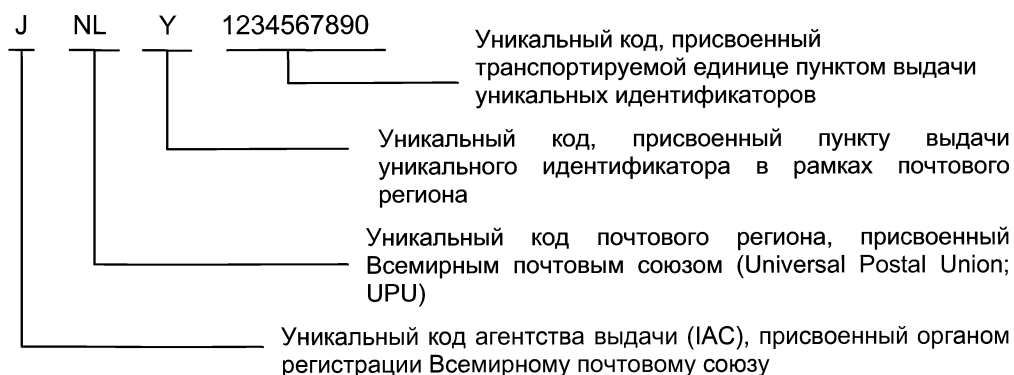 J NL Y 1234567890
Уникальный код, присвоенный
транспортируемой единице пунктом выдачи
уникальных идентификаторов
Уникальный код, присвоенный пункту выдачи
уникального идентификатора в рамках почтового
региона
Уникальный код почтового региона, присвоенный
Всемирным почтовым союзом (Universal Postal Union;
UPU)
Уникальный код агентства выдачи (IAC), присвоенный органом
регистрации Всемирному почтовому союзу